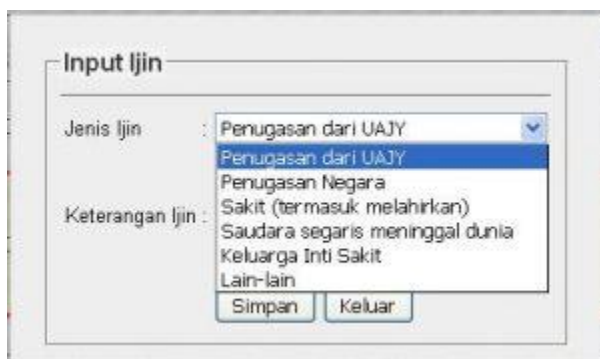 Input Ijin
Jenis Ijin : Penugasan dari UAJY
Penugasan dari UAJY
Penugasan Negara
Sakit (termasuk melahirkan)
Keterangan Ijin :
Saudara segaris meninggal dunia
Keluarga Inti Sakit
Lain-lain
Simpan Keluar